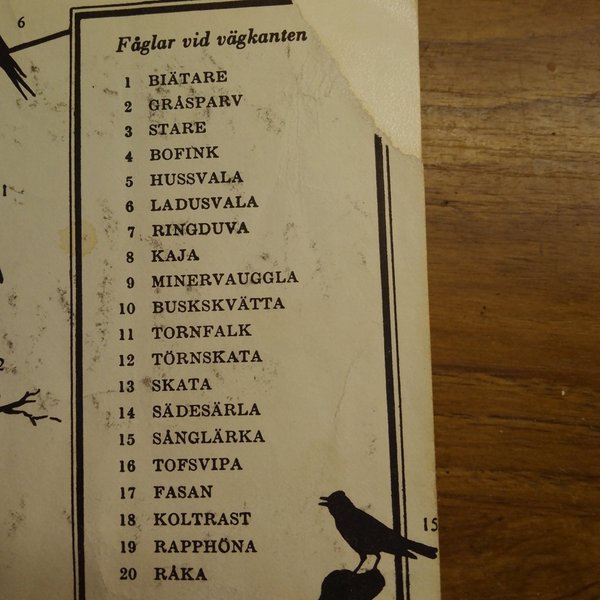 6
Fåglar vid vägkanten
1 BIÄTARE
2 GRÅSPARV
3 STARE
4 BOFINK
5 HUSSVALA
6 LADUSVALA
7 RINGDUVA
8 KAJA
9 MINERVAUGGLA
10 BUSKSKVÄTTA
11 TORNFALK
12 TÖRNSKATA
13 SKATA
14 SÄDESÄRLA
15 SÅNGLÄRKA
16 TOFSVIPA
17 FASAN
18 KOLTRAST
19 RAPPHÖNA
20 RÅKA
15